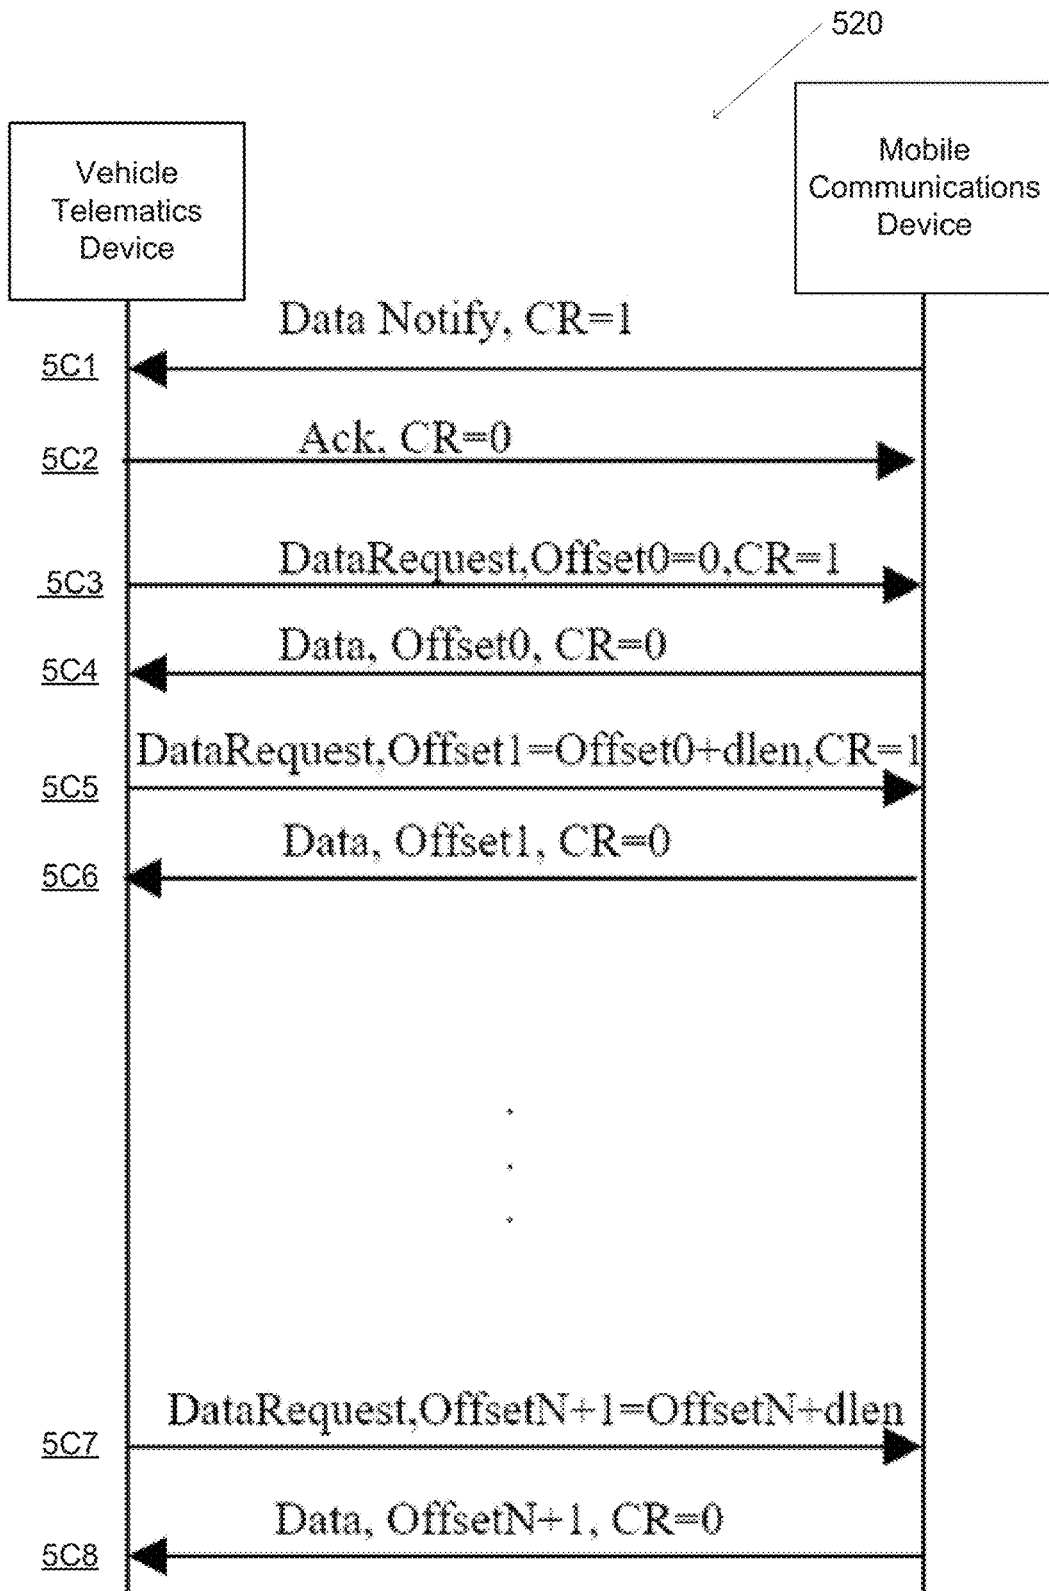 520
Vehicle
Telematics
Device
Mobile
Communications
Device
Data Notify, CR=1
5C1
Ack, CR=0
5C2
DataRequest,Offset0=0,CR=1
5C3
Data, Offset0, CR=0
5C4
DataRequest,Offset1=Offset0+dlen,CR=1
5C5
Data, Offset1, CR=0
5C6
.
.
.
DataRequest,OffsetN+1=OffsetN+dlen
5C7
Data, OffsetN+1, CR=0
5C8